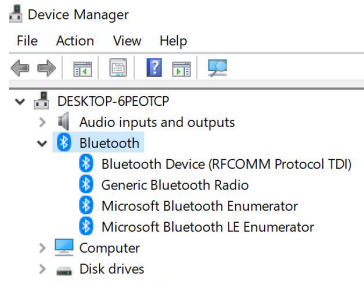 Device Manager
File Action View Help
DESKTOP-6PEOTCP
Audio inputs and outputs
Bluetooth
Bluetooth Device (RFCOMM Protocol TDI)
Generic Bluetooth Radio
Microsoft Bluetooth Enumerator
Microsoft Bluetooth LE Enumerator
Computer
Disk drives